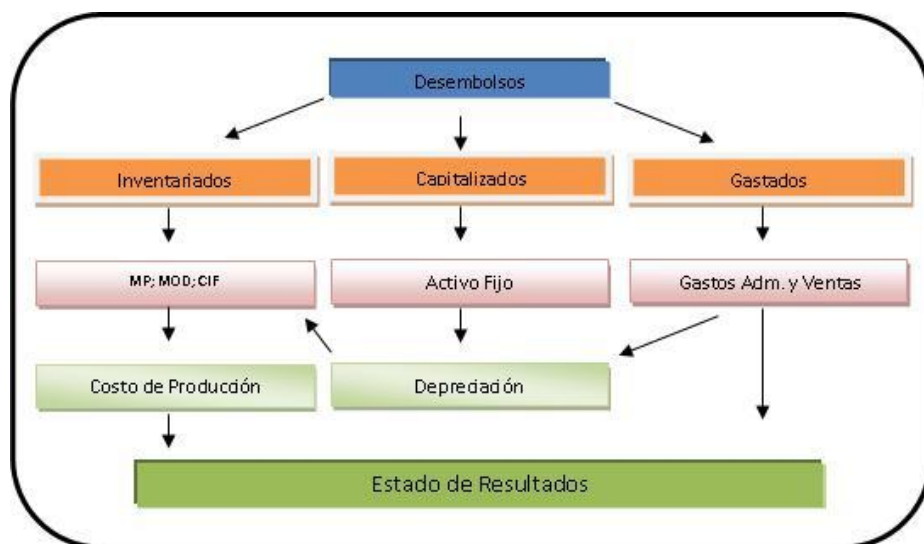 Desembolsos
Inventariados
Capitalizados
Gastados
MP; MOD; CIF
Activo Fijo
Gastos Adm. y Ventas
Costo de Producción
Depreciación
Estado de Resultados